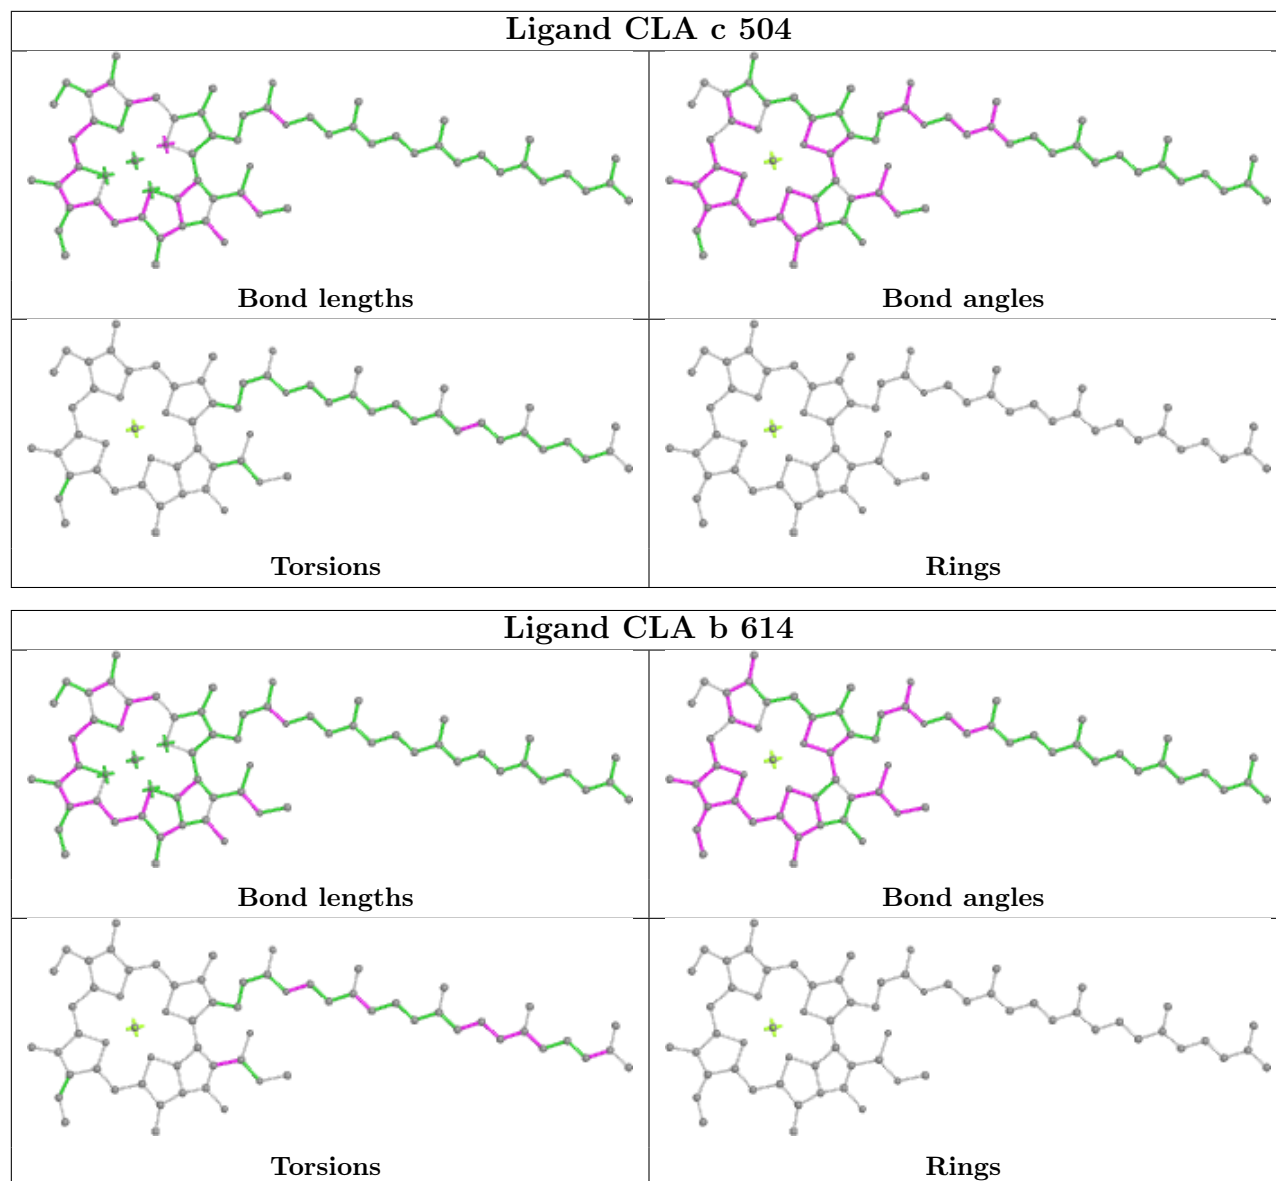 Ligand CLA c 504
Bond lengths
Bond angles
Torsions
Rings
Ligand CLA b 614
Bond lengths
Bond angles
Torsions
Rings